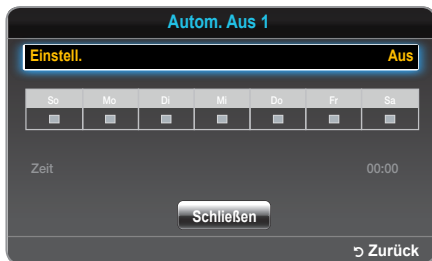 Autom. Aus 1
Einstell. Aus
So Mo Di Mi Do Fr Sa
Zeit 00:00
Schließen
Zurück